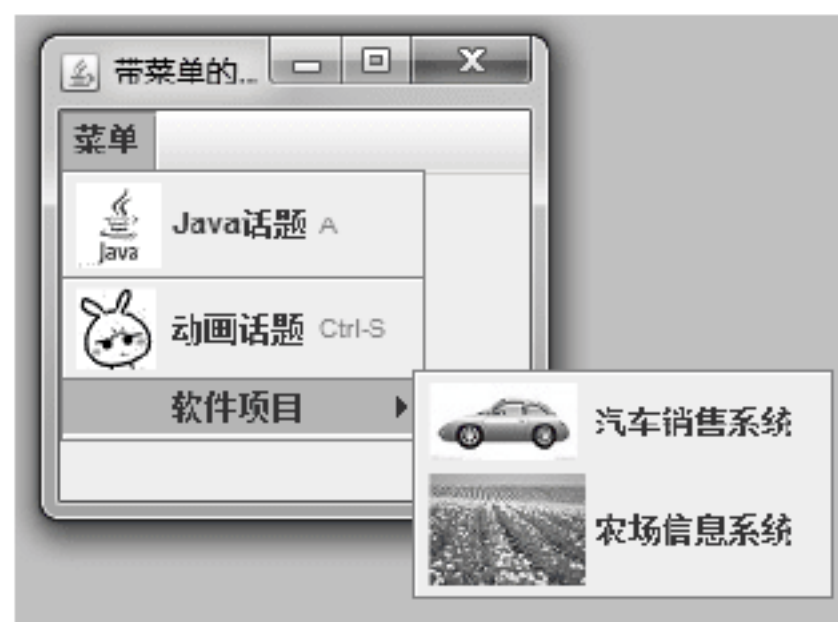 带菜单的...
菜单
Java
Java话题 A
动画话题 Ctrl-S
软件项目
汽车销售系统
农场信息系统